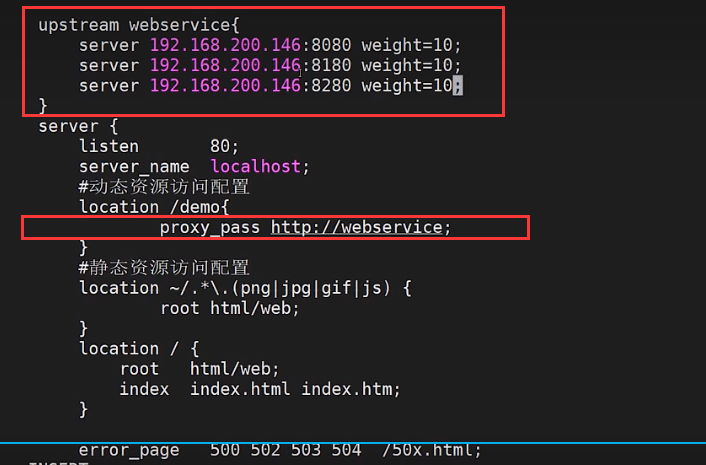 upstream webservice{
server 192.168.200.146:8080 weight=10;
server 192.168.200.146:8180 weight=10;
server 192.168.200.146:8280 weight=10;
}
server {
listen 80;
server_name localhost;
#动态资源访问配置
location /demo{
proxy_pass http://webservice;
}
#静态资源访问配置
location ~/.*\.(png|jpg|gif|js) {
root html/web;
}
location / {
root html/web;
index index.html index.htm;
}
error_page 500 502 503 504 /50x.html;